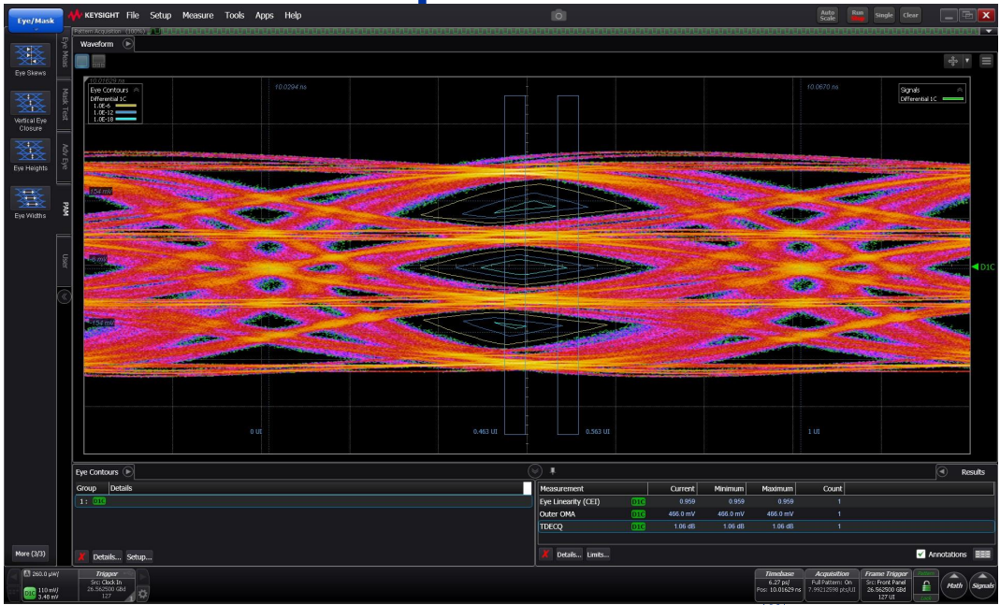 Eye/Mask
KEYSIGHT File Setup Measure Tools Apps Help
Auto Scale
Run
Stop
Single
Clear
Pattern Acquisition (100%)
Waveform
Eye Skews
Vertical Eye
Closure
Eye Heights
Eye Widths
Eye Meas
Mask Test
Adv Eye
PAM
User
10.01629 ns
10.0294 ns
10.0670 ns
Eye Contours
Differential 1C
1.0E-6
1.0E-12
1.0E-18
Signals
Differential 1C
154 mV
-6 mV
-154 mV
D1C
0 UI
0.463 UI
0.563 UI
1 UI
Eye Contours
Results
Group Details
1: D1C
Measurement Current Minimum Maximum Count
Eye Linearity (CEI) D1C 0.959 0.959 0.959 1
Outer OMA D1C 466.0 mV 466.0 mV 466.0 mV 1
TDECQ D1C 1.06 dB 1.06 dB 1.06 dB 1
More (3/3)
Details... Setup...
Details... Limits...
Annotations
260.0 µW/
D1C 110 mW/
3.48 mV
Trigger
Src: Clock In
26.562500 GBd
127
Timebase
6.27 ps/
Pos: 10.01629 ns
Acquisition
Full Pattern: On
7.99212598 pts/UI
Frame Trigger
Src: Front Panel
26.562500 GBd
127 UI
Lock
Math
Signals